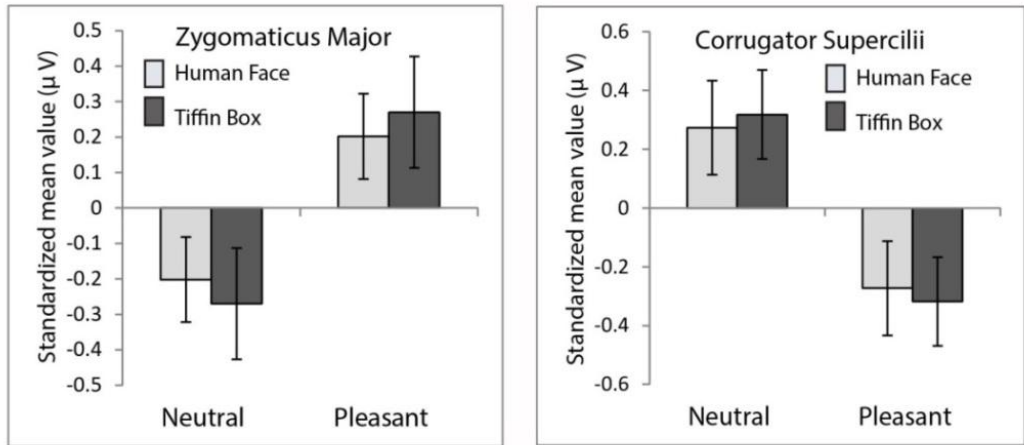 Zygomaticus Major
Human Face
Tiffin Box
Standardized mean value (µ V)
0.5
0.4
0.3
0.2
0.1
0
-0.1
-0.2
-0.3
-0.4
-0.5
Neutral Pleasant
Corrugator Supercilii
Human Face
Tiffin Box
Standardized mean value (µ V)
0.6
0.4
0.2
0
-0.2
-0.4
-0.6
Neutral Pleasant